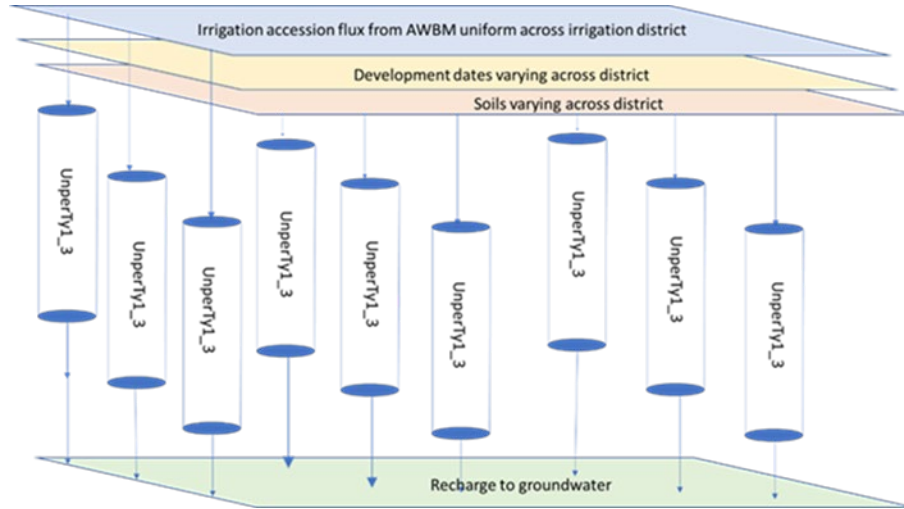 Irrigation accession flux from AWBM uniform across irrigation district
Development dates varying across district
Soils varying across district
UnperTy1_3
UnperTy1_3
UnperTy1_3
UnperTy1_3
UnperTy1_3
UnperTy1_3
UnperTy1_3
UnperTy1_3
UnperTy1_3
Recharge to groundwater